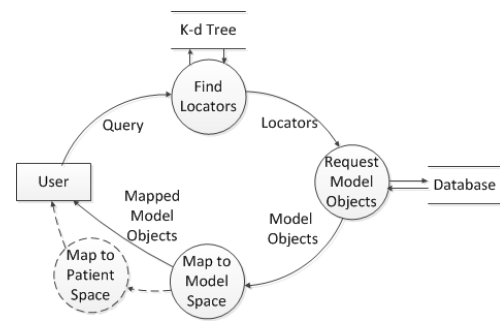 K-d Tree
Find
Locators
Query
Locators
Request
Model
Objects
Database
User
Mapped
Model
Objects
Model
Objects
Map to
Patient
Space
Map to
Model
Space